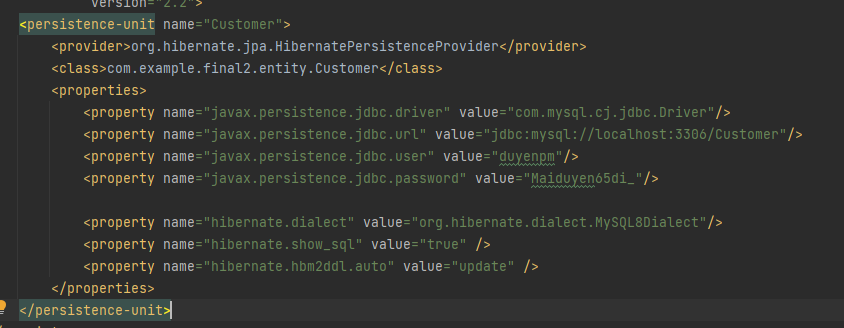 version="2.2">
<persistence-unit name="Customer">
<provider>org.hibernate.jpa.HibernatePersistenceProvider</provider>
<class>com.example.final2.entity.Customer</class>
<properties>
<property name="javax.persistence.jdbc.driver" value="com.mysql.cj.jdbc.Driver"/>
<property name="javax.persistence.jdbc.url" value="jdbc:mysql://localhost:3306/Customer"/>
<property name="javax.persistence.jdbc.user" value="duyenpm"/>
<property name="javax.persistence.jdbc.password" value="Maiduyen65di_"/>
<property name="hibernate.dialect" value="org.hibernate.dialect.MySQL8Dialect"/>
<property name="hibernate.show_sql" value="true" />
<property name="hibernate.hbm2ddl.auto" value="update" />
</properties>
</persistence-unit>